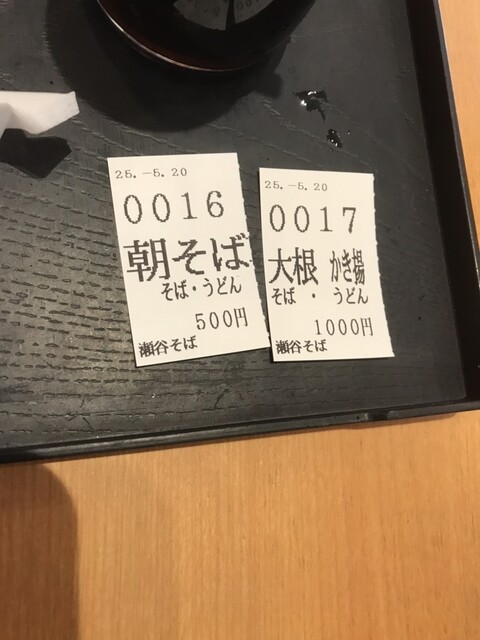 25.-5.20
0016
朝そば
そば・うどん
500円
瀬谷そば
25.-5.20
0017
大根 かき揚
そば ・ うどん
1000円
瀬谷そば